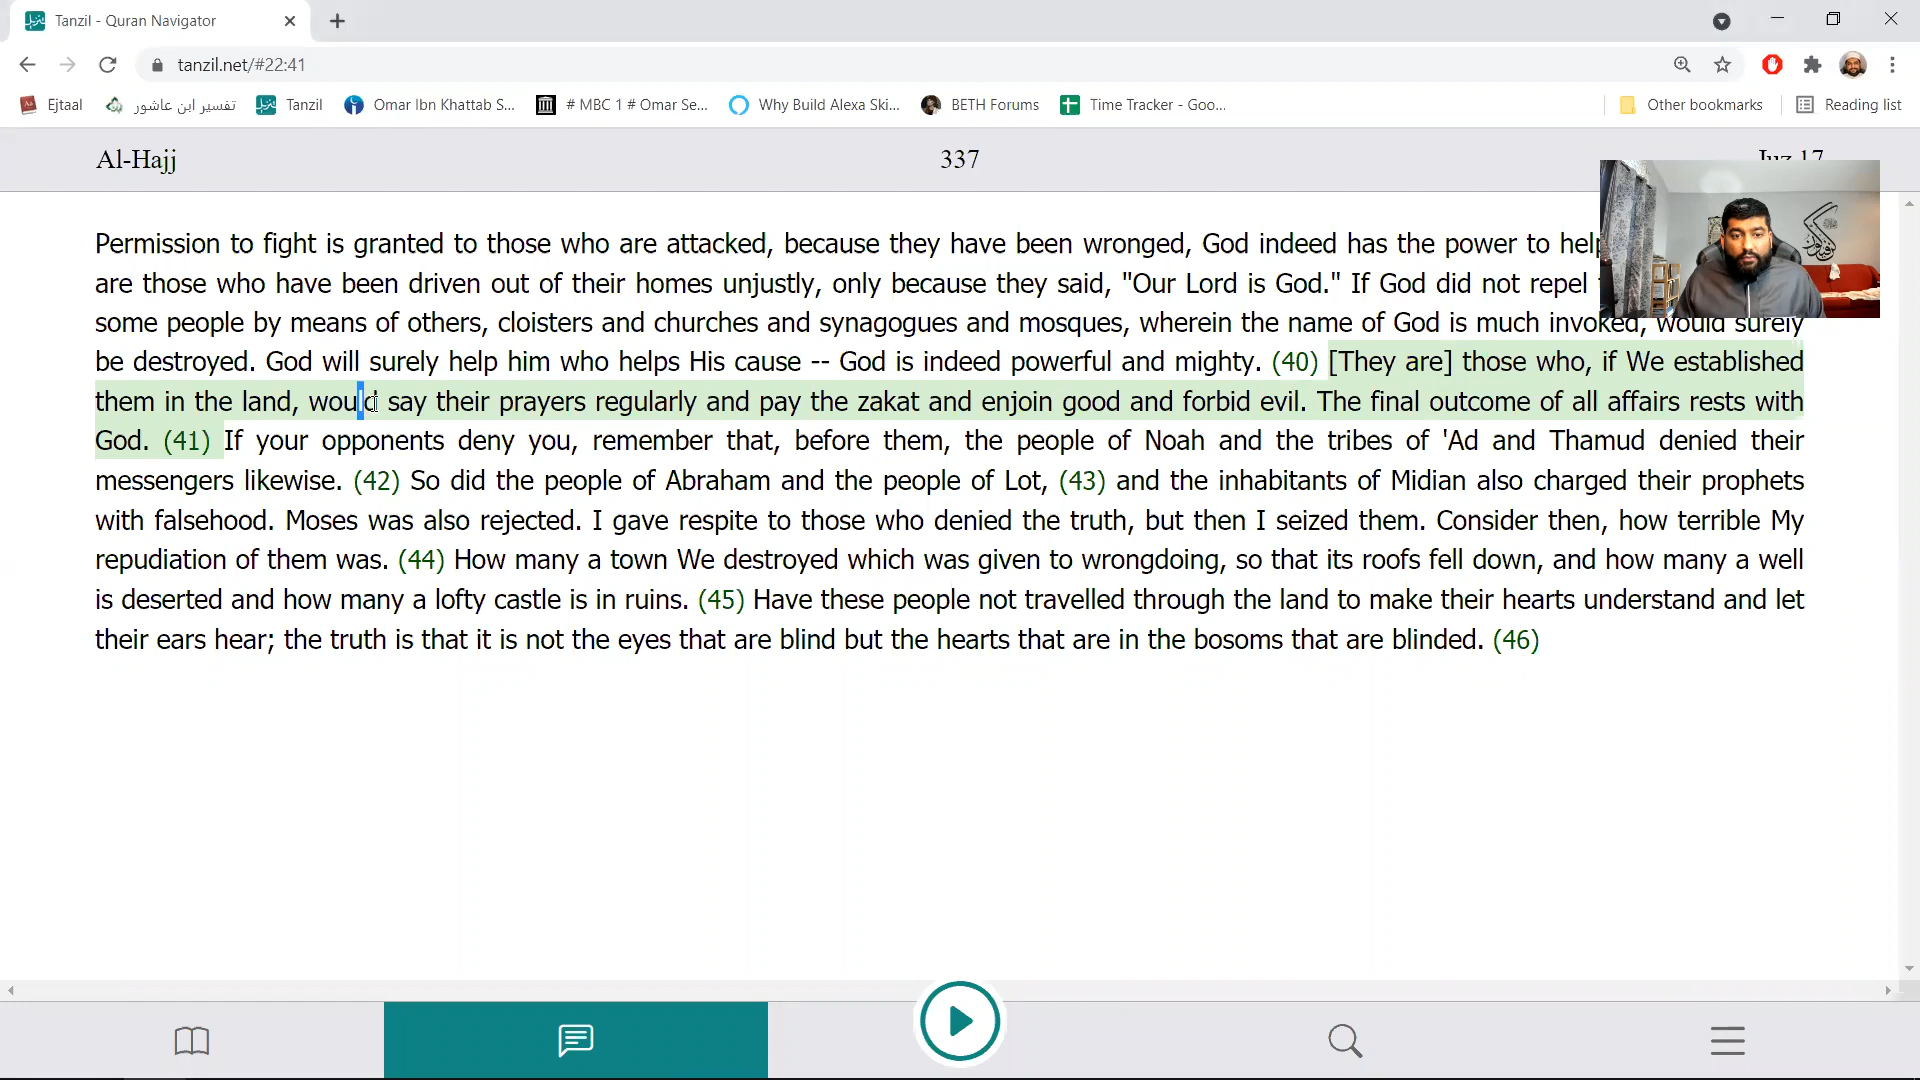 Tanzil - Quran Navigator
tanzil.net/#22:41
Ejtaal
تفسير ابن عاشور
Tanzil
Omar Ibn Khattab S...
# MBC 1 # Omar Se...
Why Build Alexa Ski...
BETH Forums
Time Tracker - Goo...
Other bookmarks
Reading list
Al-Hajj
337
Juz 17
Permission to fight is granted to those who are attacked, because they have been wronged, God indeed has the power to help
are those who have been driven out of their homes unjustly, only because they said, "Our Lord is God." If God did not repel
some people by means of others, cloisters and churches and synagogues and mosques, wherein the name of God is much invoked, would surely
be destroyed. God will surely help him who helps His cause -- God is indeed powerful and mighty. (40) [They are] those who, if We established
them in the land, would say their prayers regularly and pay the zakat and enjoin good and forbid evil. The final outcome of all affairs rests with
God. (41) If your opponents deny you, remember that, before them, the people of Noah and the tribes of 'Ad and Thamud denied their
messengers likewise. (42) So did the people of Abraham and the people of Lot, (43) and the inhabitants of Midian also charged their prophets
with falsehood. Moses was also rejected. I gave respite to those who denied the truth, but then I seized them. Consider then, how terrible My
repudiation of them was. (44) How many a town We destroyed which was given to wrongdoing, so that its roofs fell down, and how many a well
is deserted and how many a lofty castle is in ruins. (45) Have these people not travelled through the land to make their hearts understand and let
their ears hear; the truth is that it is not the eyes that are blind but the hearts that are in the bosoms that are blinded. (46)